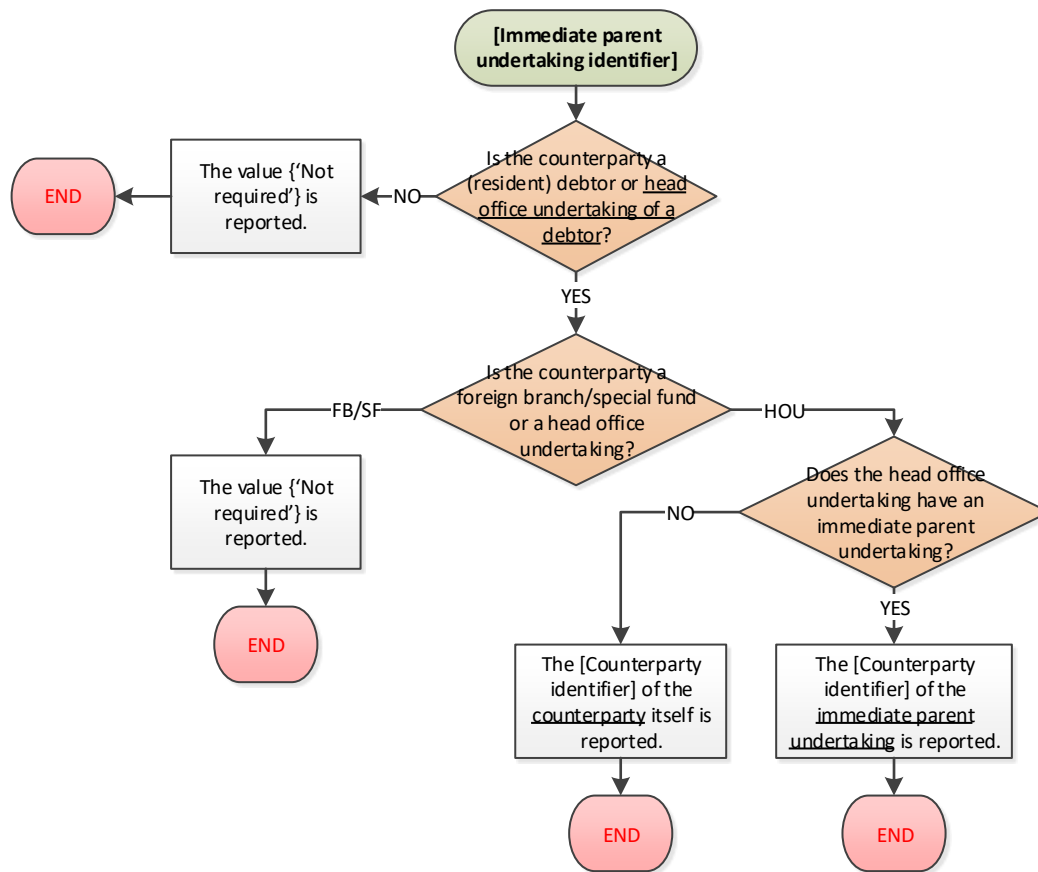 [Immediate parent
undertaking identifier]
Is the counterparty a
(resident) debtor or head
office undertaking of a
debtor?
NO
The value {‘Not
required’} is
reported.
END
YES
Is the counterparty a
foreign branch/special fund
or a head office
undertaking?
FB/SF
HOU
The value {‘Not
required’} is
reported.
END
Does the head office
undertaking have an
immediate parent
undertaking?
NO
YES
The [Counterparty
identifier] of the
counterparty itself is
reported.
END
The [Counterparty
identifier] of the
immediate parent
undertaking is reported.
END